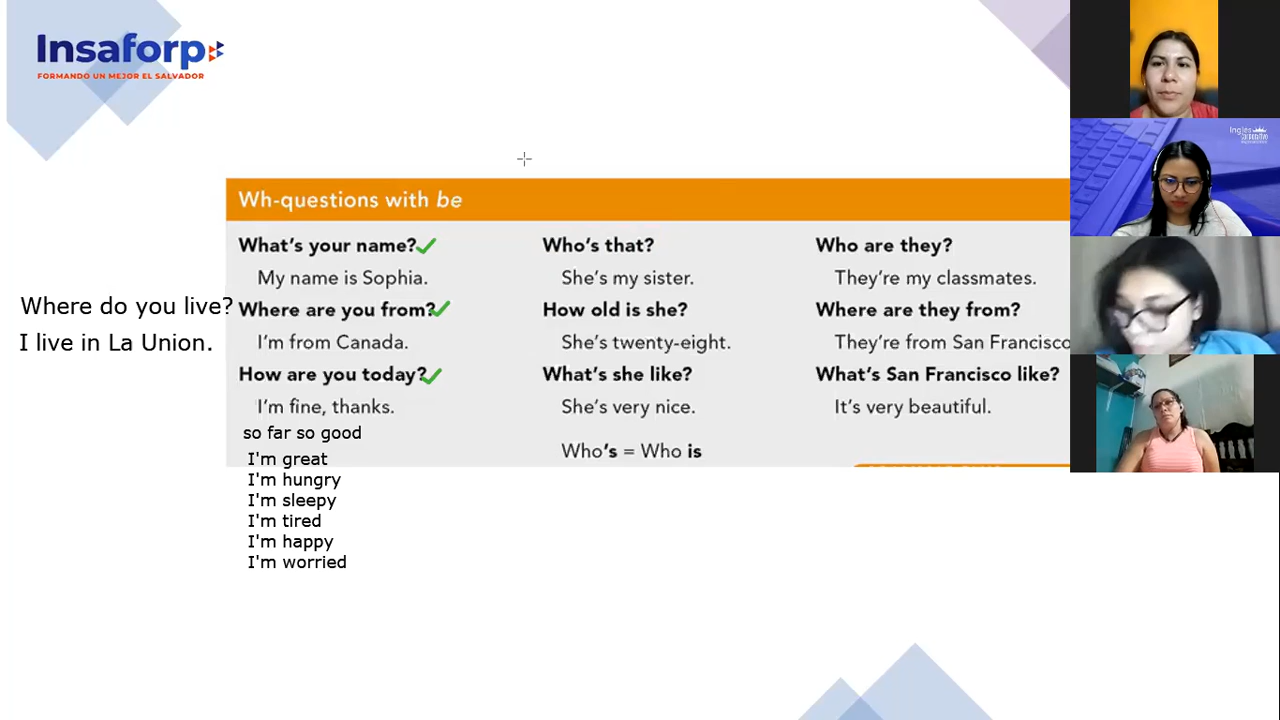 Insaforp
FORMANDO UN MEJOR EL SALVADOR
Wh-questions with be
What's your name?
My name is Sophia.
Where are you from?
I'm from Canada.
How are you today?
I'm fine, thanks.
so far so good
I'm great
I'm hungry
I'm sleepy
I'm tired
I'm happy
I'm worried
Where do you live?
I live in La Union.
Who's that?
She's my sister.
How old is she?
She's twenty-eight.
What's she like?
She's very nice.
Who's = Who is
Who are they?
They're my classmates.
Where are they from?
They're from San Francisco
What's San Francisco like?
It's very beautiful.
Ingles